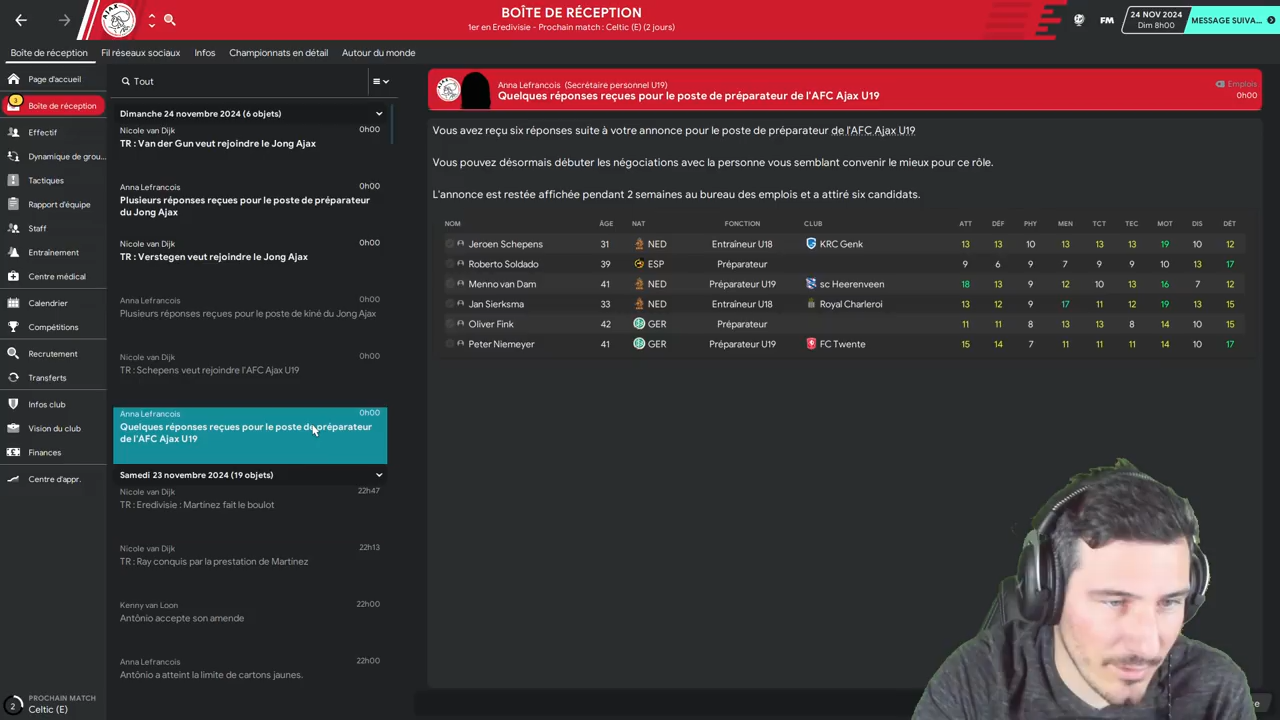 BOÎTE DE RÉCEPTION
1er en Eredivisie - Prochain match : Celtic (E) (2 jours)
FM
24 NOV 2024
Dim 8h00
MESSAGE SUIVA...
Boîte de réception
Fil réseaux sociaux
Infos
Championnats en détail
Autour du monde
Page d'accueil
3
Boîte de réception
Effectif
Dynamique de grou...
Tactiques
Rapport d'équipe
Staff
Entraînement
Centre médical
Calendrier
Compétitions
Recrutement
Transferts
Infos club
Vision du club
Finances
Centre d'appr.
2
PROCHAIN MATCH
Celtic (E)
Tout
Dimanche 24 novembre 2024 (6 objets)
Nicole van Dijk 0h00
TR : Van der Gun veut rejoindre le Jong Ajax
Anna Lefrancois 0h00
Plusieurs réponses reçues pour le poste de préparateur
du Jong Ajax
Nicole van Dijk 0h00
TR : Verstegen veut rejoindre le Jong Ajax
Anna Lefrancois 0h00
Plusieurs réponses reçues pour le poste de kiné du Jong Ajax
Nicole van Dijk 0h00
TR : Schepens veut rejoindre l'AFC Ajax U19
Anna Lefrancois 0h00
Quelques réponses reçues pour le poste de préparateur
de l'AFC Ajax U19
Samedi 23 novembre 2024 (19 objets)
Nicole van Dijk 22h47
TR : Eredivisie : Martinez fait le boulot
Nicole van Dijk 22h13
TR : Ray conquis par la prestation de Martinez
Kenny van Loon 22h00
Antônio accepte son amende
Anna Lefrancois 22h00
Antônio a atteint la limite de cartons jaunes.
Anna Lefrancois (Secrétaire personnel U19)
Quelques réponses reçues pour le poste de préparateur de l'AFC Ajax U19
Emplois
0h00
Vous avez reçu six réponses suite à votre annonce pour le poste de préparateur de l'AFC Ajax U19
Vous pouvez désormais débuter les négociations avec la personne vous semblant convenir le mieux pour ce rôle.
L'annonce est restée affichée pendant 2 semaines au bureau des emplois et a attiré six candidats.
NOM ÂGE NAT FONCTION CLUB ATT DÉF PHY MEN TCT TEC MOT DIS DÉT
Jeroen Schepens 31 NED Entraîneur U18 KRC Genk 13 13 10 13 13 13 19 10 12
Roberto Soldado 39 ESP Préparateur 9 6 9 7 9 9 10 13 17
Menno van Dam 41 NED Préparateur U19 sc Heerenveen 18 13 9 12 10 13 16 7 12
Jan Sierksma 33 NED Entraîneur U18 Royal Charleroi 13 12 9 17 11 12 19 13 15
Oliver Fink 42 GER Préparateur 11 11 8 13 13 8 14 10 15
Peter Niemeyer 41 GER Préparateur U19 FC Twente 15 14 7 11 11 11 14 10 17